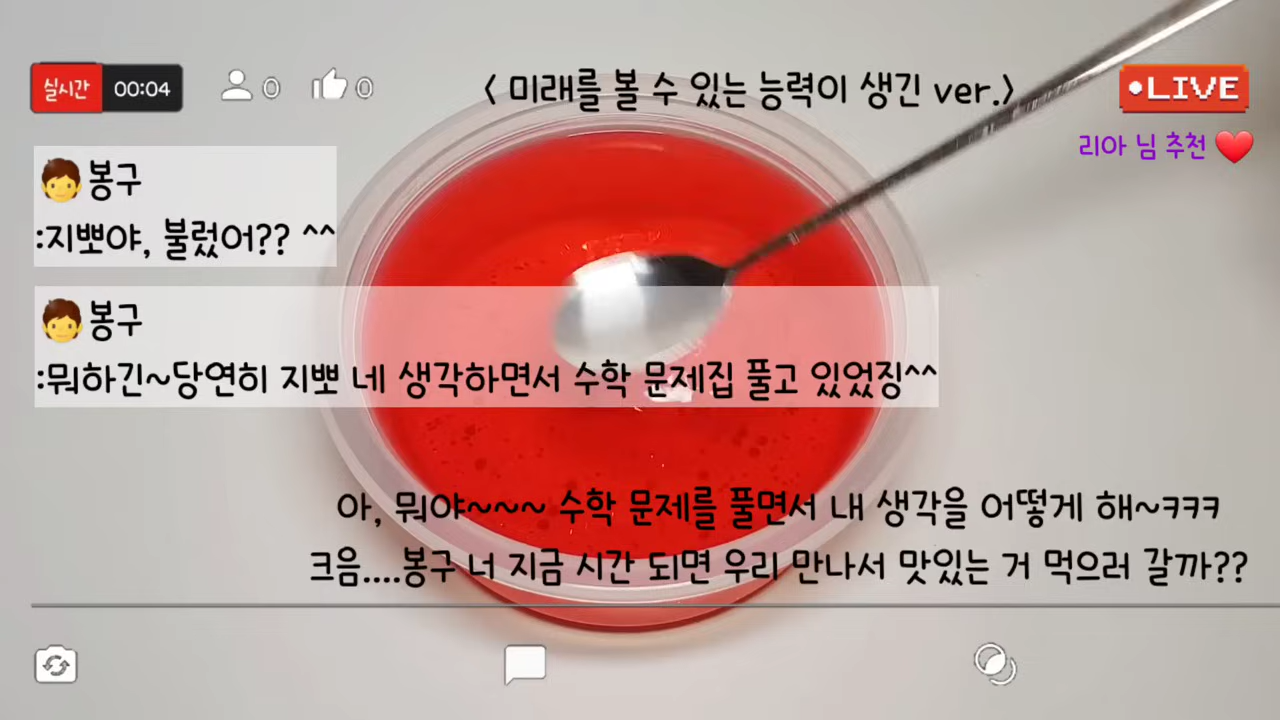 실시간 00:04 0 0
< 미래를 볼 수 있는 능력이 생긴 ver.>
LIVE
리아 님 추천
봉구
:지뽀야, 불렀어?? ^^
봉구
:뭐하긴~당연히 지뽀 네 생각하면서 수학 문제집 풀고 있었징^^
아, 뭐야~~~ 수학 문제를 풀면서 내 생각을 어떻게 해~ㅋㅋㅋ
크음....봉구 너 지금 시간 되면 우리 만나서 맛있는 거 먹으러 갈까??